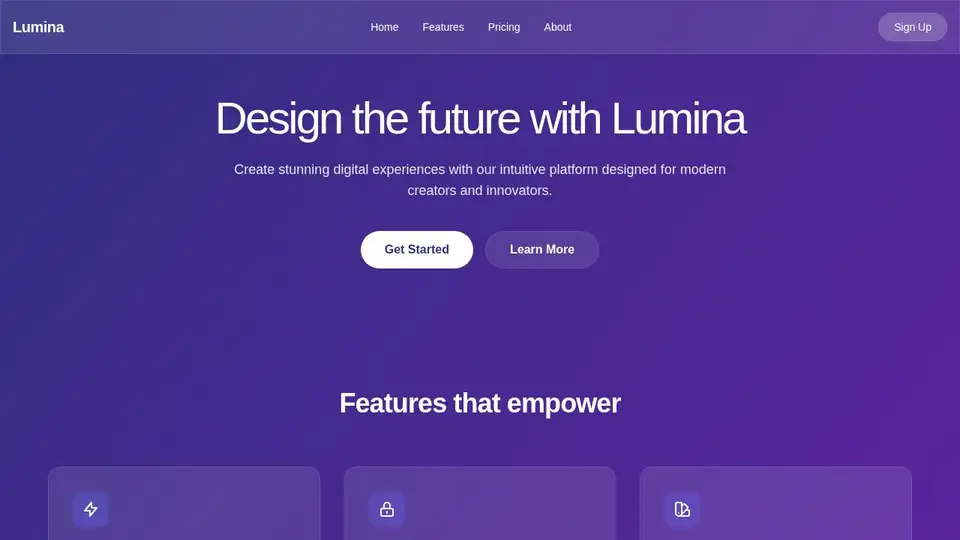 Lumina
Home
Features
Pricing
About
Sign Up
Design the future with Lumina
Create stunning digital experiences with our intuitive platform designed for modern
creators and innovators.
Get Started
Learn More
Features that empower